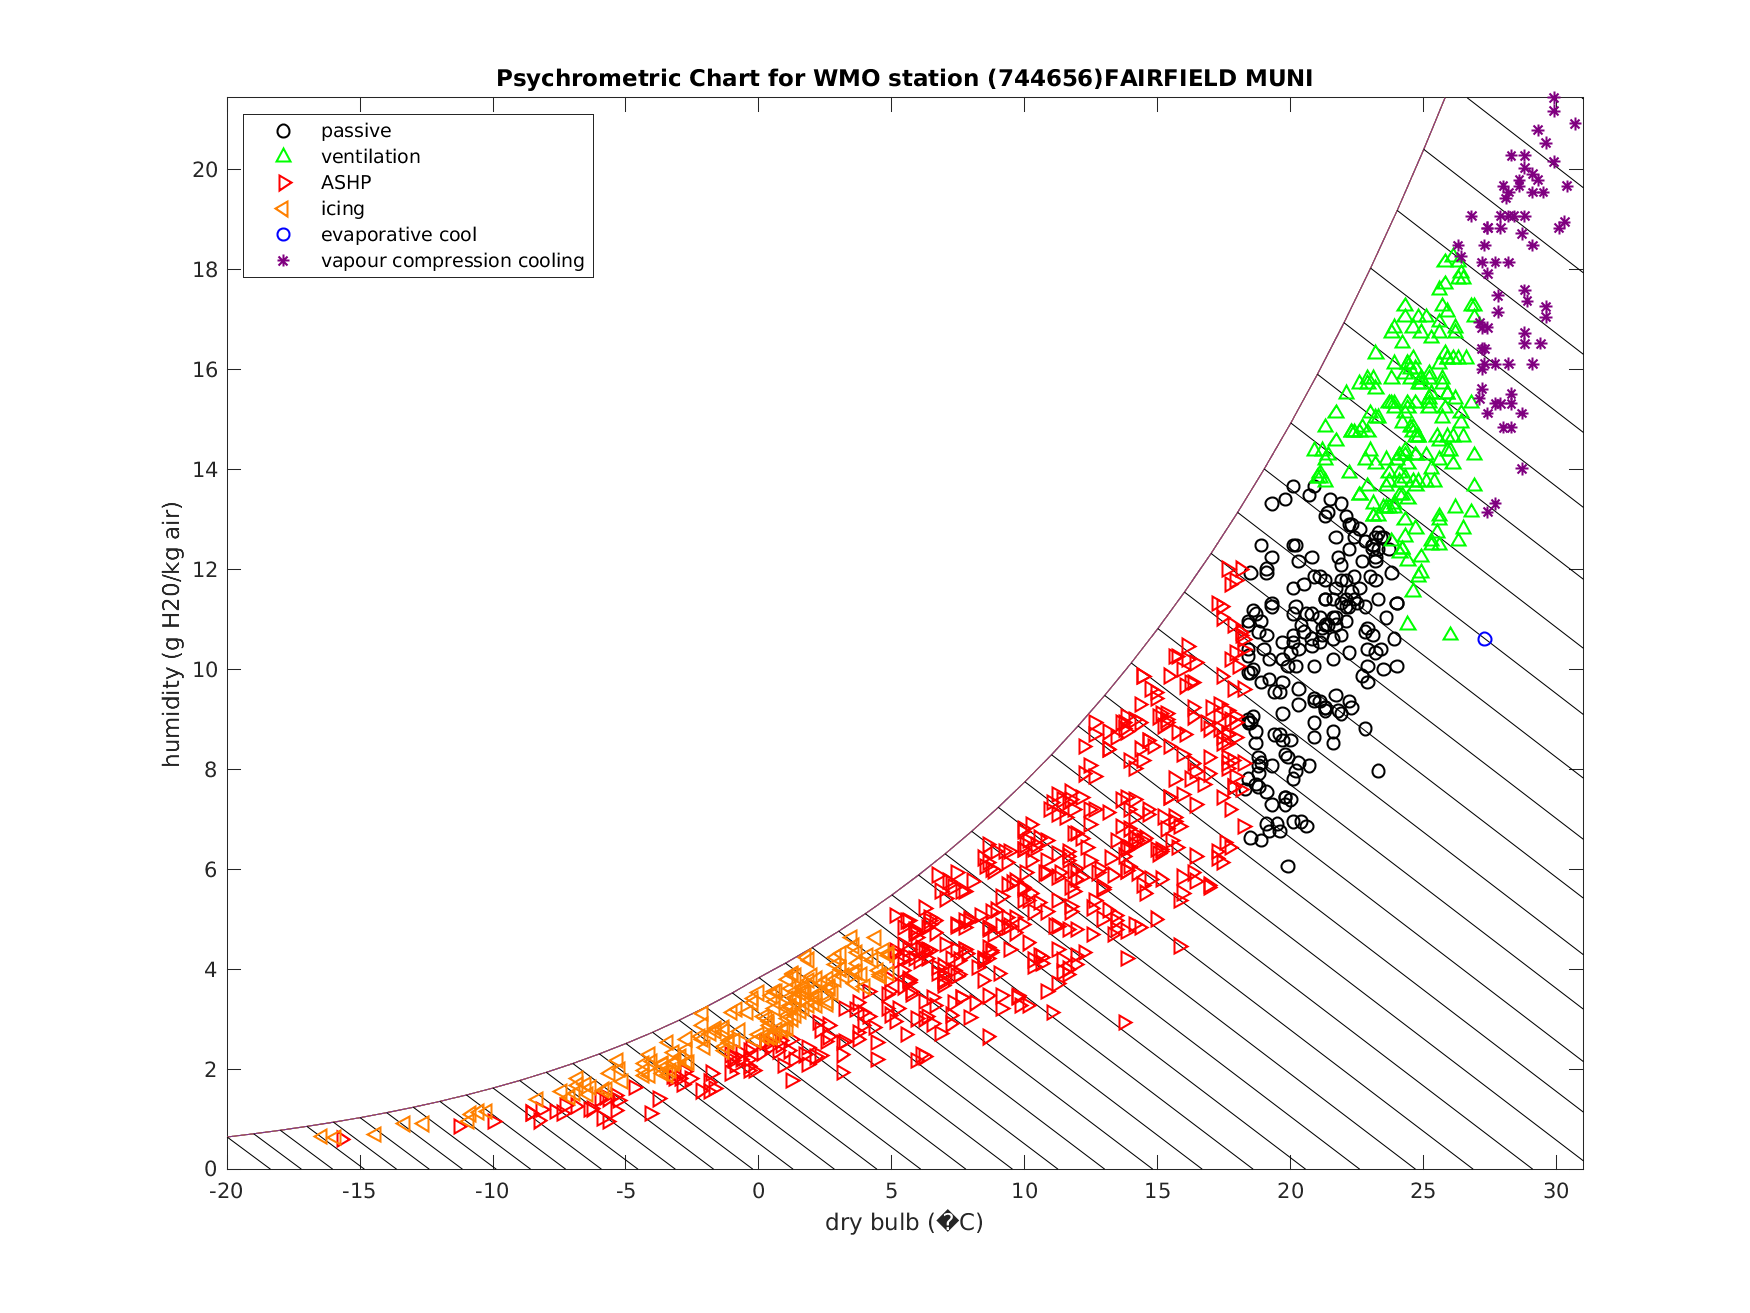 Psychrometric Chart for WMO station (744656)FAIRFIELD MUNI
passive
ventilation
ASHP
icing
evaporative cool
vapour compression cooling
humidity (g H20/kg air)
20
18
16
14
12
10
8
6
4
2
0
-20 -15 -10 -5 0 5 10 15 20 25 30
dry bulb (�C)